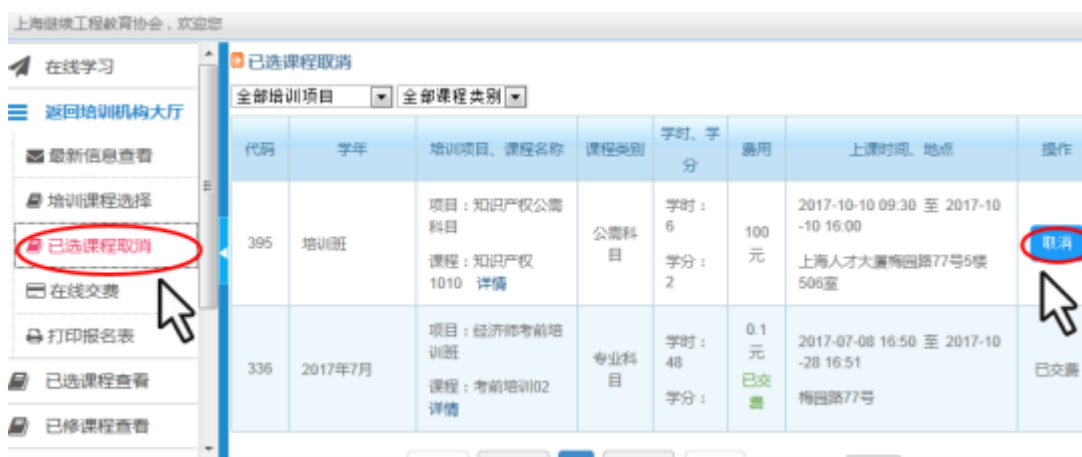 上海继续工程教育协会，欢迎您
在线学习
返回培训机构大厅
最新信息查看
培训课程选择
已选课程取消
在线交费
打印报名表
已选课程查看
已修课程查看
已选课程取消
全部培训项目 全部课程类别
代码 学年 培训项目、课程名称 课程类别 学时、学分 费用 上课时间、地点 操作
395
培训班
项目：知识产权公需
科目
课程：知识产权
1010 详情
公需科
目
学时：
6
学分：
2
100
元
2017-10-10 09:30 至 2017-10
-10 16:00
上海人才大厦梅园路77号5楼
506室
取消
336
2017年7月
项目：经济师考前培
训班
课程：考前培训02
详情
专业科
目
学时：
48
学分：
0.1
元
已交
费
2017-07-08 16:50 至 2017-10
-28 16:51
梅园路77号
已交费